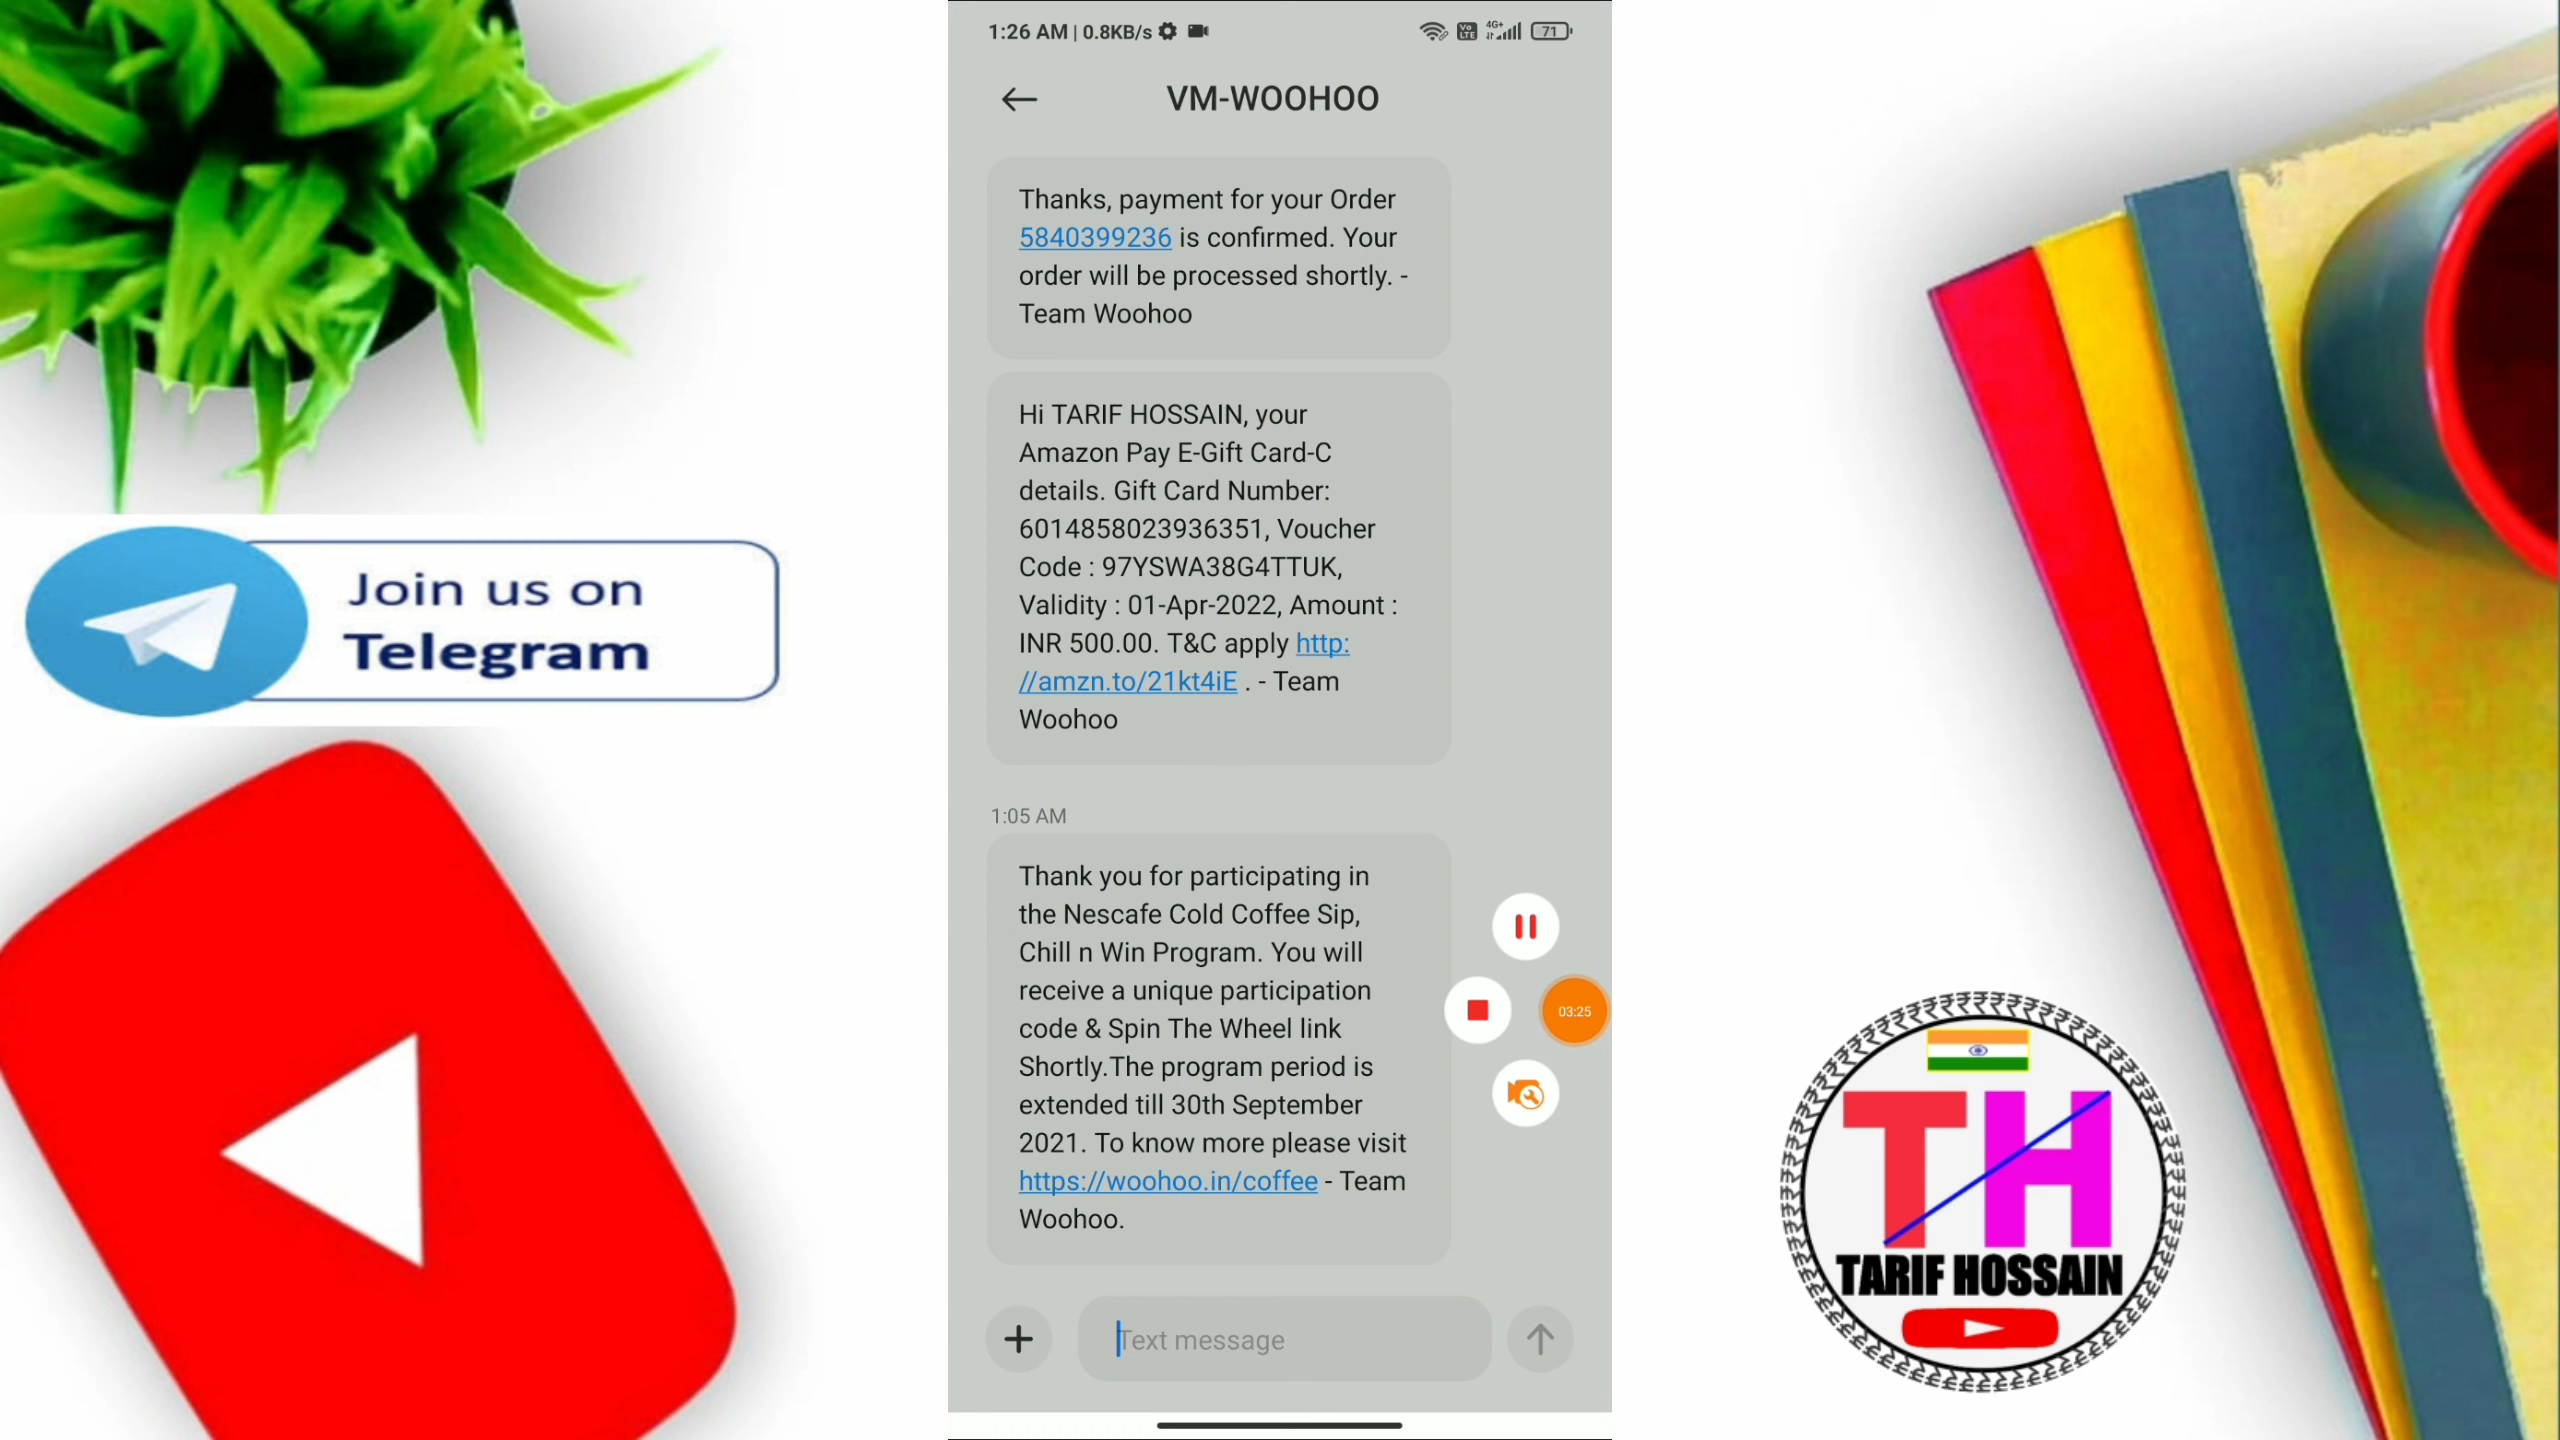 1:26 AM | 0.8KB/s
Vo
LTE
4G+
71
VM-WOOHOO
Thanks, payment for your Order
5840399236 is confirmed. Your
order will be processed shortly. -
Team Woohoo
Hi TARIF HOSSAIN, your
Amazon Pay E-Gift Card-C
details. Gift Card Number:
6014858023936351, Voucher
Code : 97YSWA38G4TTUK,
Validity : 01-Apr-2022, Amount :
INR 500.00. T&C apply http:
//amzn.to/21kt4iE . - Team
Woohoo
1:05 AM
Thank you for participating in
the Nescafe Cold Coffee Sip,
Chill n Win Program. You will
receive a unique participation
code & Spin The Wheel link
Shortly.The program period is
extended till 30th September
2021. To know more please visit
https://woohoo.in/coffee - Team
Woohoo.
03:25
Text message
Join us on
Telegram
TH
TARIF HOSSAIN